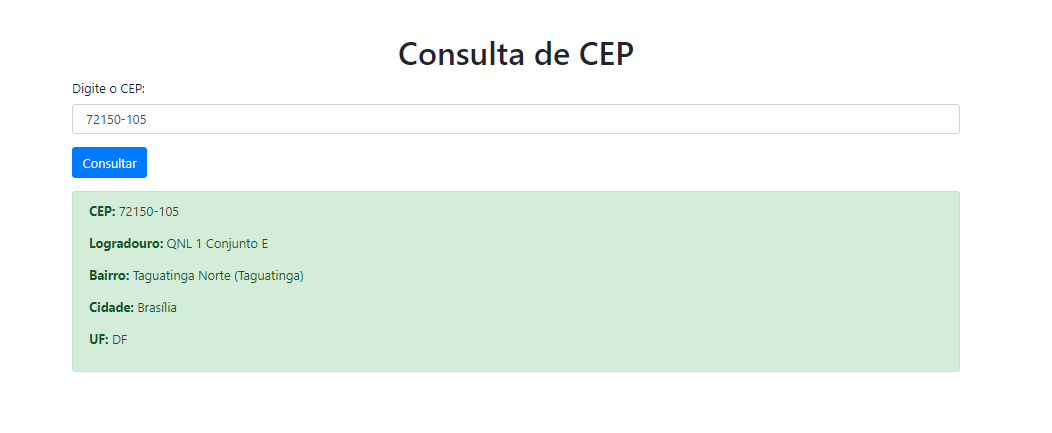 Consulta de CEP
Digite o CEP:
72150-105
Consultar
CEP: 72150-105
Logradouro: QNL 1 Conjunto E
Bairro: Taguatinga Norte (Taguatinga)
Cidade: Brasília
UF: DF